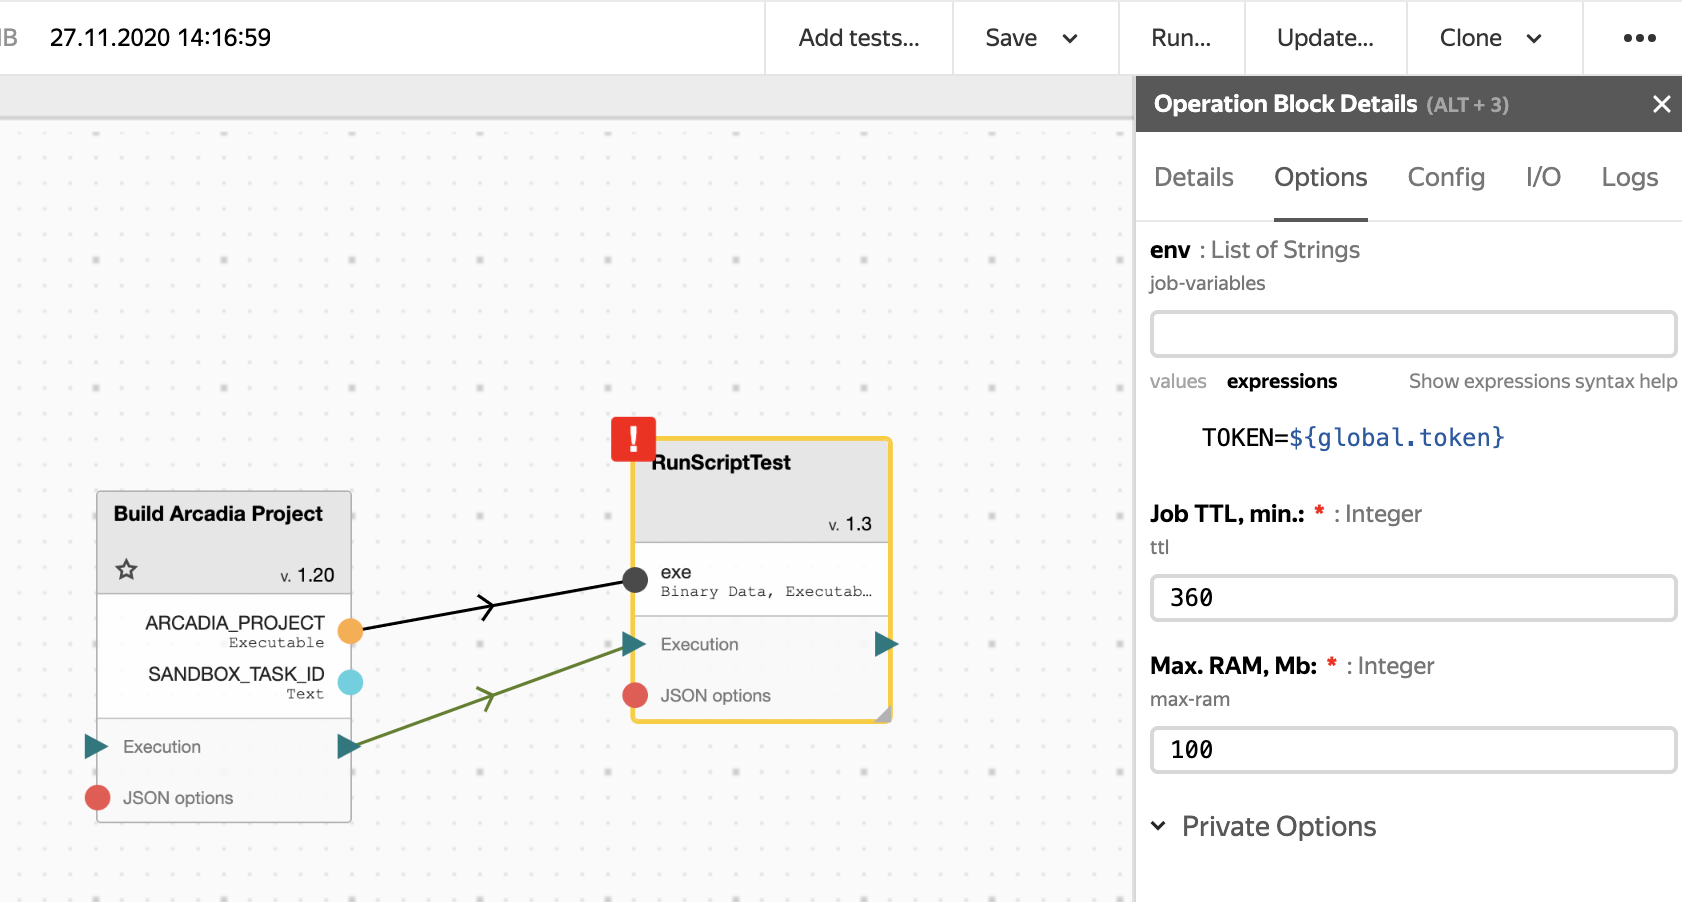 IB 27.11.2020 14:16:59 Add tests... Save Run... Update... Clone
Operation Block Details (ALT + 3)
Details Options Config I/O Logs
env : List of Strings
job-variables
values expressions Show expressions syntax help
TOKEN=${global.token}
Job TTL, min.: * : Integer
ttl
360
Max. RAM, Mb: * : Integer
max-ram
100
Private Options
Build Arcadia Project
v. 1.20
ARCADIA_PROJECT
Executable
SANDBOX_TASK_ID
Text
Execution
JSON options
!
RunScriptTest
v. 1.3
exe
Binary Data, Executab…
Execution
JSON options